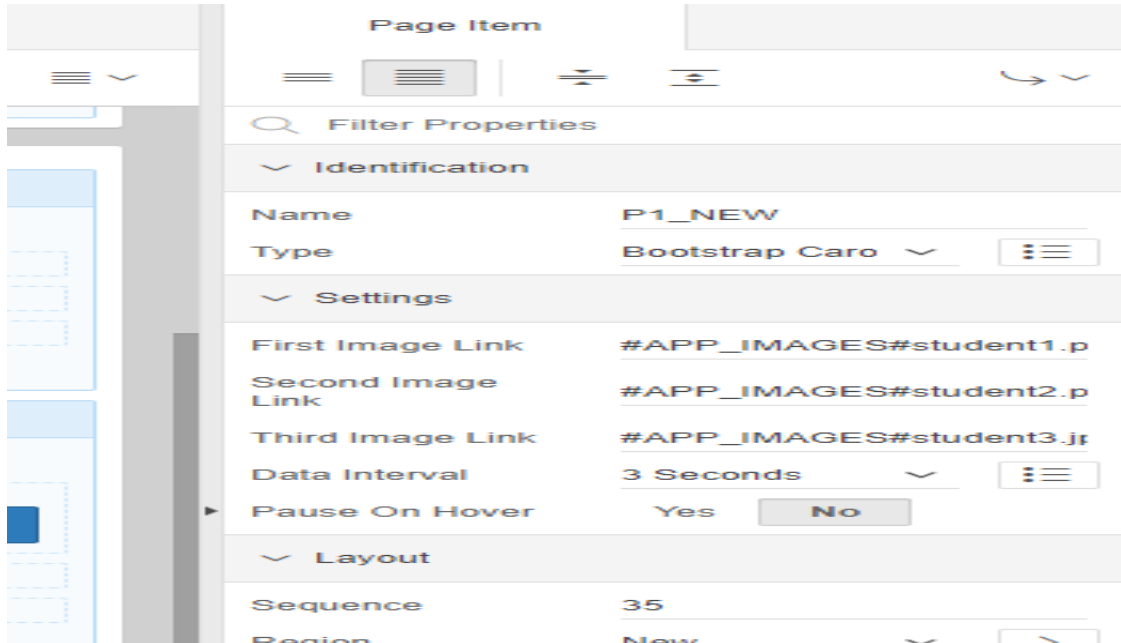 Page Item
Filter Properties
Identification
Name P1_NEW
Type Bootstrap Caro
Settings
First Image Link #APP_IMAGES#student1.p
Second Image
Link #APP_IMAGES#student2.p
Third Image Link #APP_IMAGES#student3.j
Data Interval 3 Seconds
Pause On Hover Yes No
Layout
Sequence 35
Region New